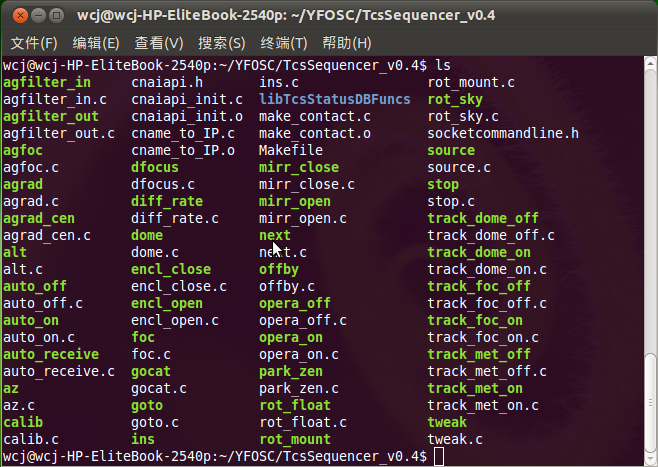 wcj@wcj-HP-EliteBook-2540p: ~/YFOSC/TcsSequencer_v0.4
文件(F) 编辑(E) 查看(V) 搜索(S) 终端(T) 帮助(H)
wcj@wcj-HP-EliteBook-2540p:~/YFOSC/TcsSequencer_v0.4$ ls
agfilter_in cnaiapi.h ins.c rot_mount.c
agfilter_in.c cnaiapi_init.c libTcsStatusDBFuncs rot_sky
agfilter_out cnaiapi_init.o make_contact.c rot_sky.c
agfilter_out.c cname_to_IP.c make_contact.o socketcommandline.h
agfoc cname_to_IP.o Makefile source
agfoc.c dfocus mirr_close source.c
agrad dfocus.c mirr_close.c stop
agrad.c diff_rate mirr_open stop.c
agrad_cen diff_rate.c mirr_open.c track_dome_off
agrad_cen.c dome next track_dome_off.c
alt dome.c next.c track_dome_on
alt.c encl_close offby track_dome_on.c
auto_off encl_close.c offby.c track_foc_off
auto_off.c encl_open opera_off track_foc_off.c
auto_on encl_open.c opera_off.c track_foc_on
auto_on.c foc opera_on track_foc_on.c
auto_receive foc.c opera_on.c track_met_off
auto_receive.c gocat park_zen track_met_off.c
az gocat.c park_zen.c track_met_on
az.c goto rot_float track_met_on.c
calib goto.c rot_float.c tweak
calib.c ins rot_mount tweak.c
wcj@wcj-HP-EliteBook-2540p:~/YFOSC/TcsSequencer_v0.4$